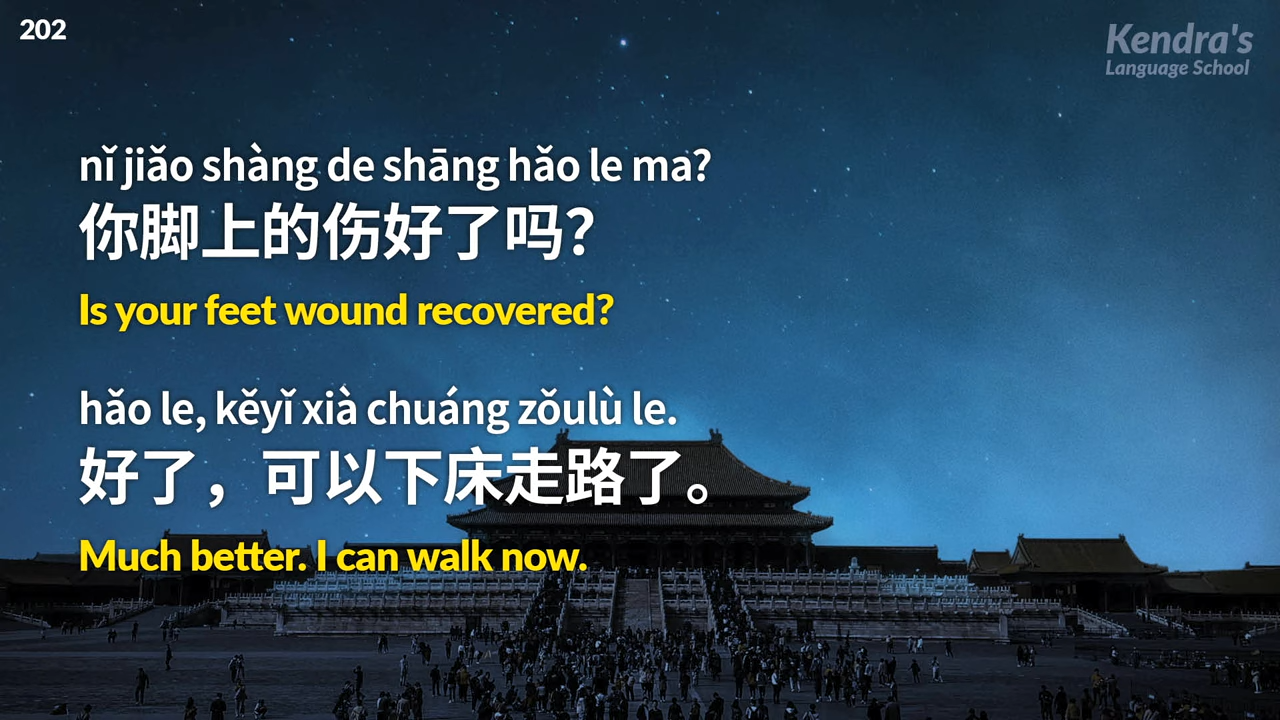 202
Kendra's
Language School
nǐ jiǎo shàng de shāng hǎo le ma?
你脚上的伤好了吗？
Is your feet wound recovered?
hǎo le, kěyǐ xià chuáng zǒulù le.
好了，可以下床走路了。
Much better. I can walk now.